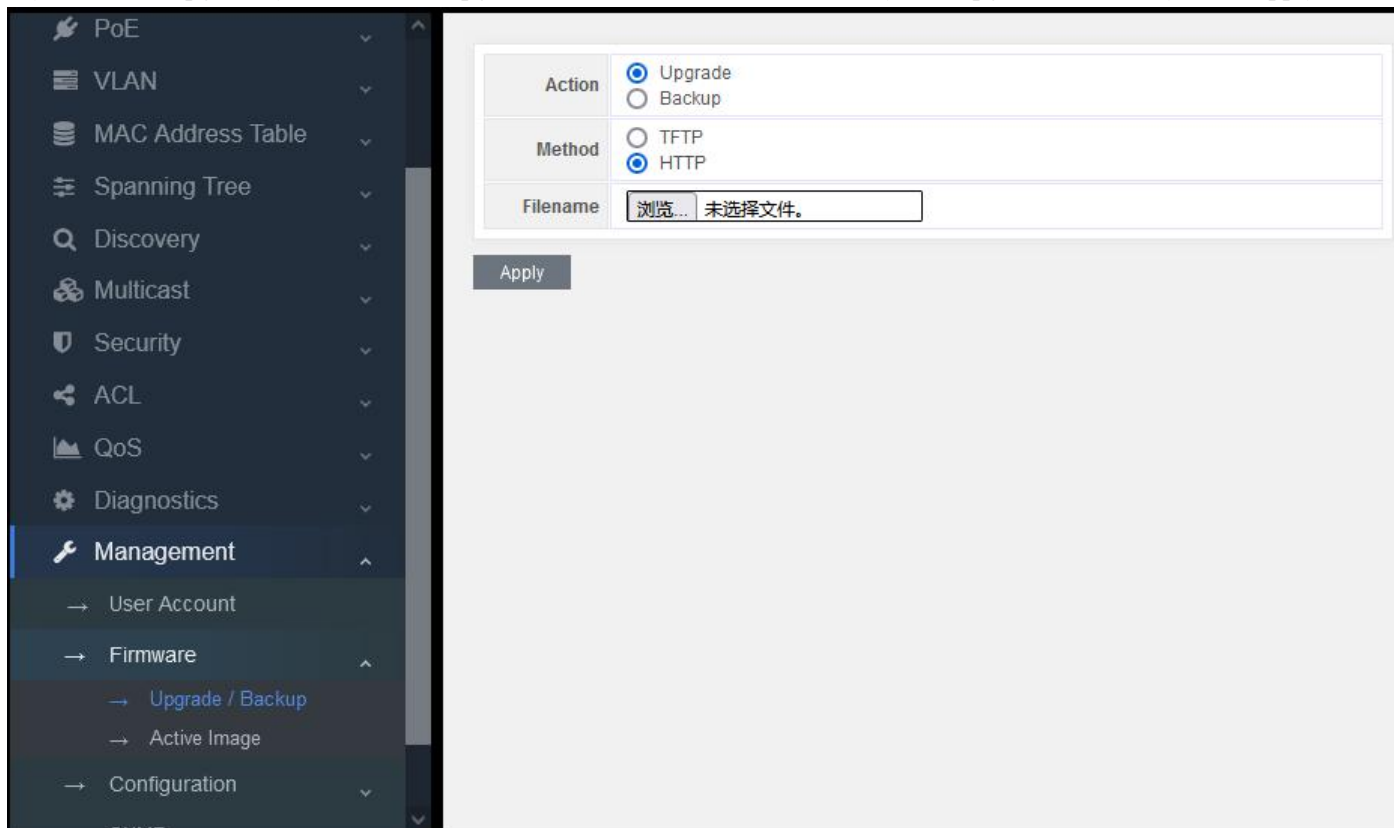 PoE
VLAN
MAC Address Table
Spanning Tree
Discovery
Multicast
Security
ACL
QoS
Diagnostics
Management
→ User Account
→ Firmware
→ Upgrade / Backup
→ Active Image
→ Configuration
Action
Upgrade
Backup
Method
TFTP
HTTP
Filename
浏览... 未选择文件。
Apply